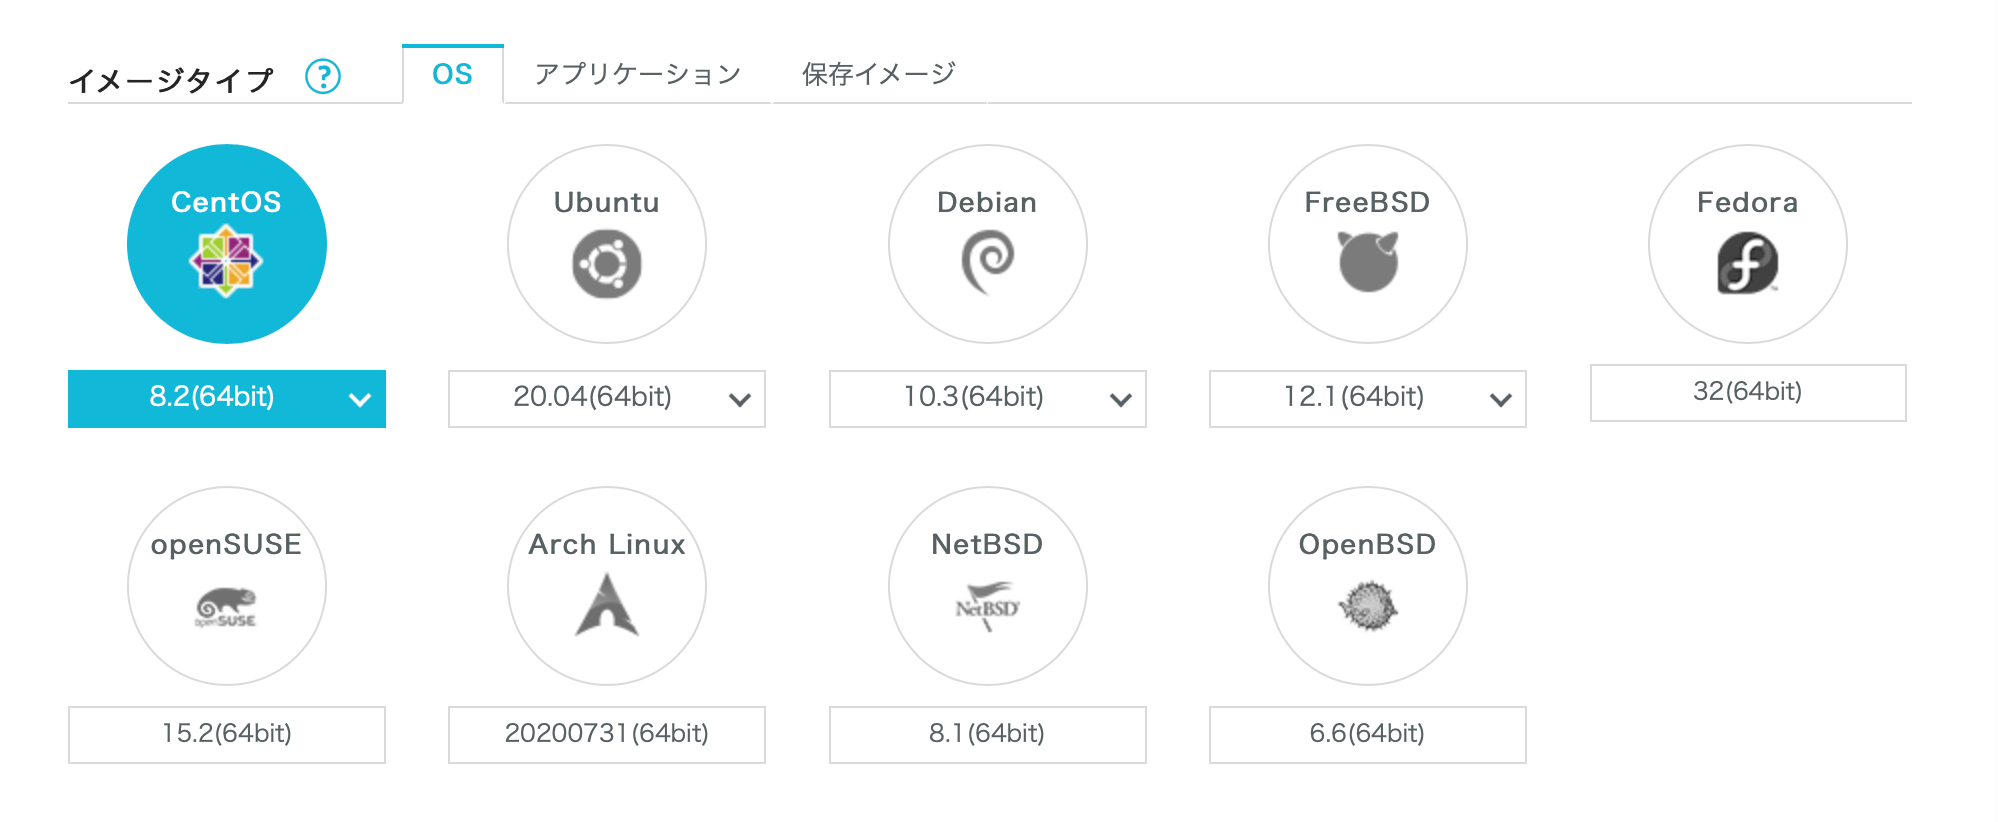 イメージタイプ ? OS アプリケーション 保存イメージ
CentOS Ubuntu Debian FreeBSD Fedora
8.2(64bit) 20.04(64bit) 10.3(64bit) 12.1(64bit) 32(64bit)
openSUSE Arch Linux NetBSD OpenBSD
openSUSE NetBSD
15.2(64bit) 20200731(64bit) 8.1(64bit) 6.6(64bit)